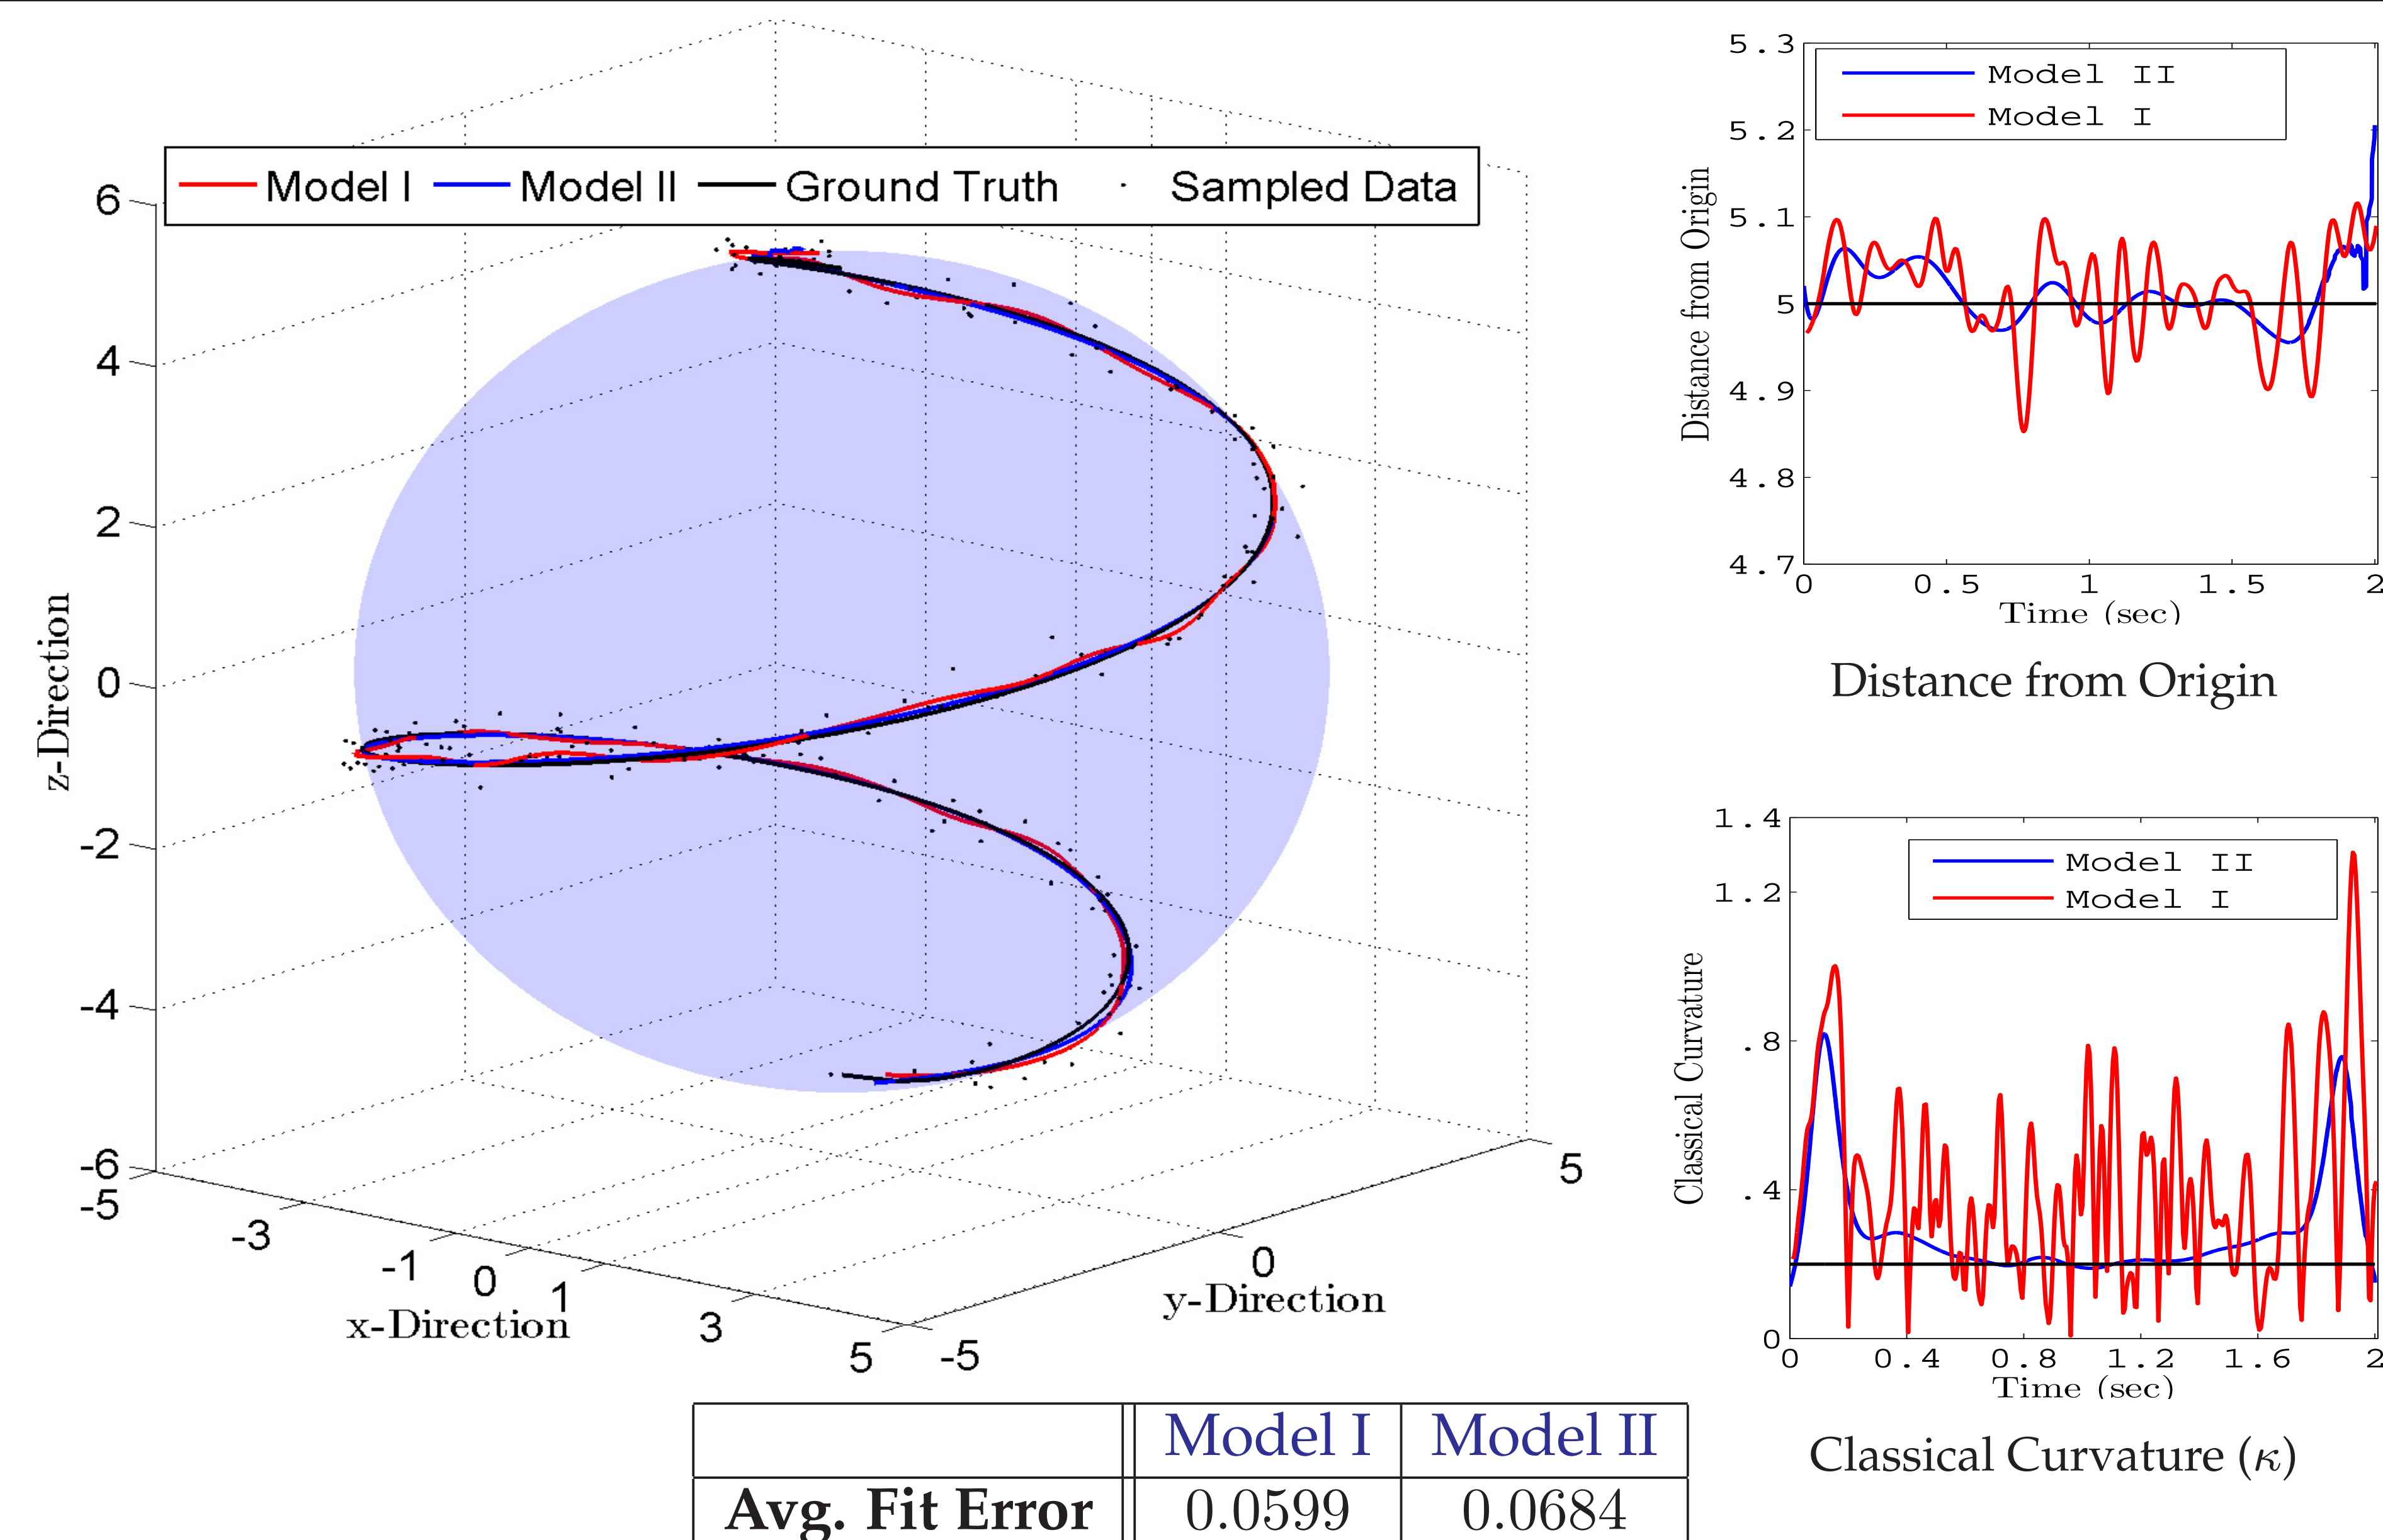 Model I Model II Ground Truth Sampled Data
6
4
2
0
-2
-4
-6
z-Direction
-5
-3
-1
0
1
3
5
x-Direction
-5
0
5
y-Direction
5.3
5.2
5.1
5
4.9
4.8
4.7
Distance from Origin
Model II
Model I
0 0.5 1 1.5 2
Time (sec)
Distance from Origin
1.4
1.2
.8
.4
0
Classical Curvature
Model II
Model I
0 0.4 0.8 1.2 1.6 2
Time (sec)
Classical Curvature (κ)
Model I Model II
Avg. Fit Error 0.0599 0.0684